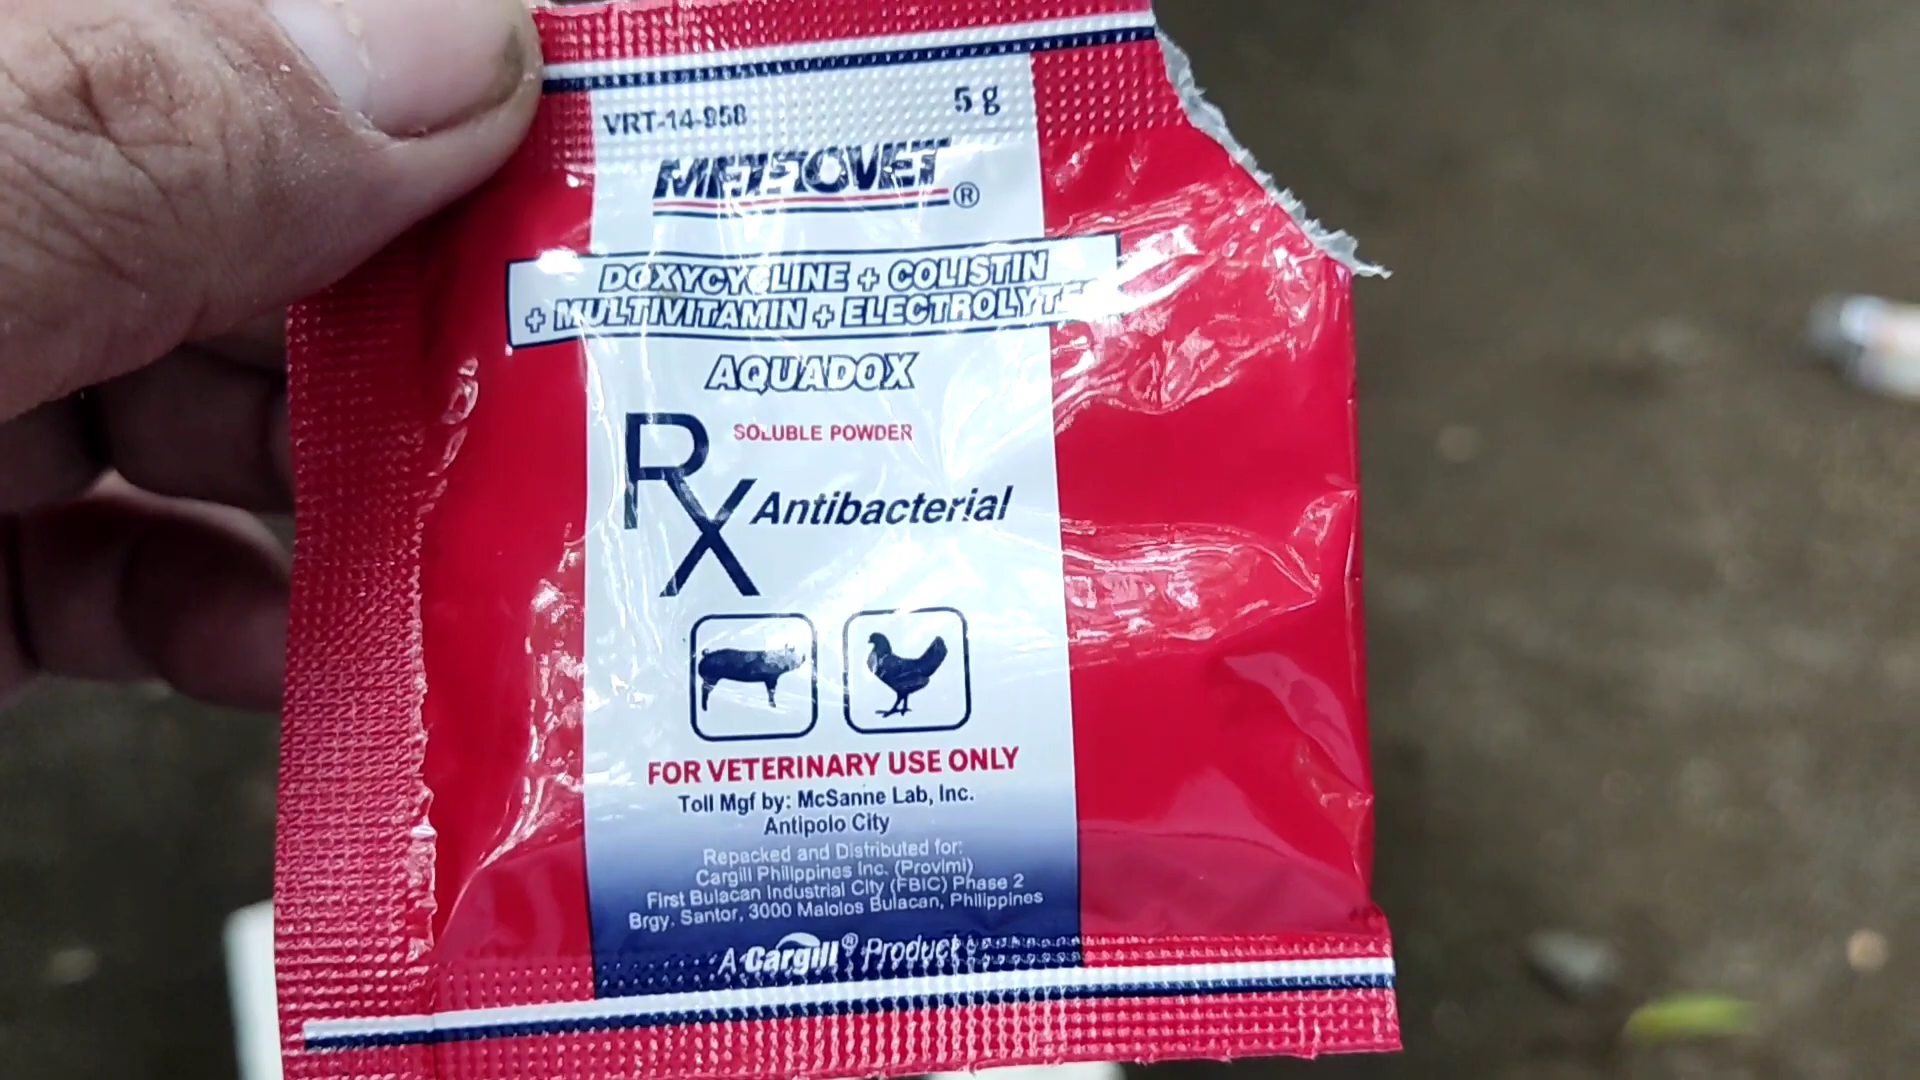 VRT-14-958
5 g
METROVET®
DOXYCYCLINE + COLISTIN
+ MULTIVITAMIN + ELECTROLYTES
AQUADOX
SOLUBLE POWDER
RX Antibacterial
FOR VETERINARY USE ONLY
Toll Mgf by: McSanne Lab, Inc.
Antipolo City
Repacked and Distributed for:
Cargill Philippines Inc. (Provimi)
First Bulacan Industrial City (FBIC) Phase 2
Brgy. Santor, 3000 Malolos Bulacan, Philippines
A Cargill® Product